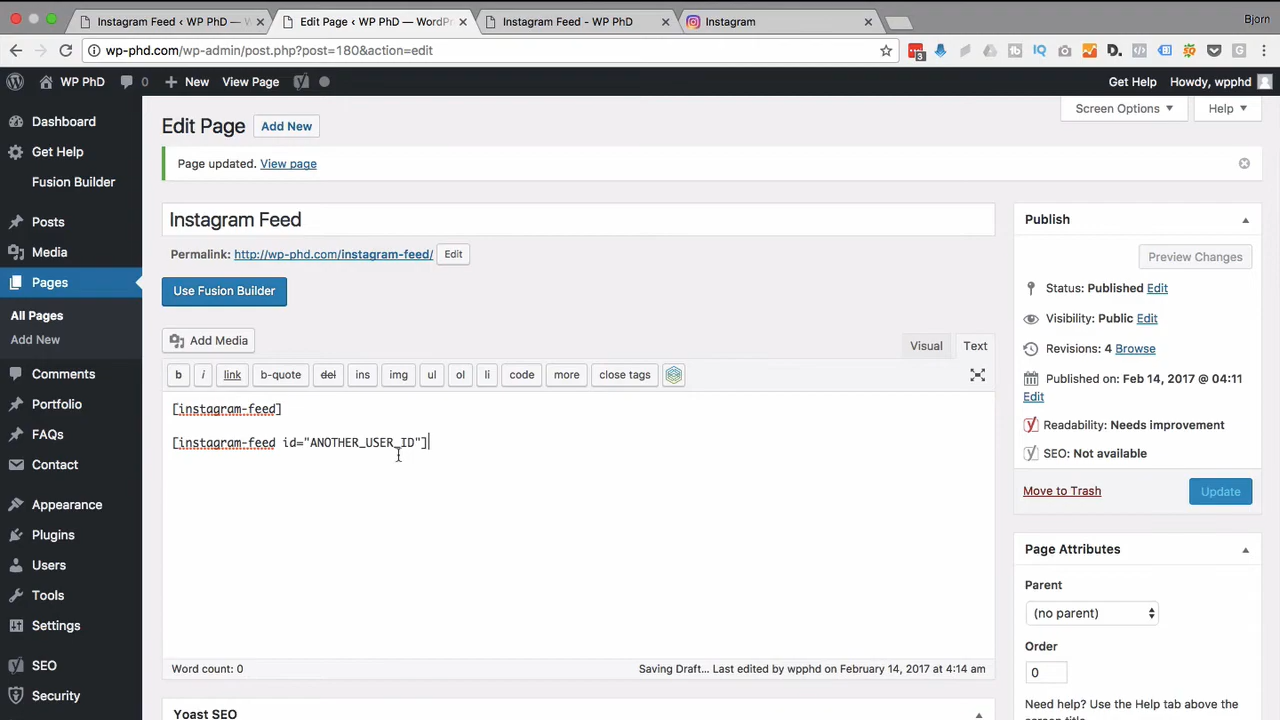 Instagram Feed ‹ WP PhD — W
Edit Page ‹ WP PhD — WordPr
Instagram Feed - WP PhD
Instagram
Bjorn
wp-phd.com/wp-admin/post.php?post=180&action=edit
3
WP PhD
0
New
View Page
Get Help
Howdy, wpphd
Dashboard
Get Help
Fusion Builder
Posts
Media
Pages
All Pages
Add New
Comments
Portfolio
FAQs
Contact
Appearance
Plugins
Users
Tools
Settings
SEO
Security
Screen Options
Help
Edit Page
Add New
Page updated. View page
Instagram Feed
Permalink: http://wp-phd.com/instagram-feed/ Edit
Use Fusion Builder
Add Media
Visual
Text
b
i
link
b-quote
del
ins
img
ul
ol
li
code
more
close tags
[instagram-feed]
[instagram-feed id="ANOTHER_USER_ID"]
Word count: 0
Saving Draft... Last edited by wpphd on February 14, 2017 at 4:14 am
Yoast SEO
Publish
Preview Changes
Status: Published Edit
Visibility: Public Edit
Revisions: 4 Browse
Published on: Feb 14, 2017 @ 04:11
Edit
Readability: Needs improvement
SEO: Not available
Move to Trash
Update
Page Attributes
Parent
(no parent)
Order
0
Need help? Use the Help tab above the
screen title.